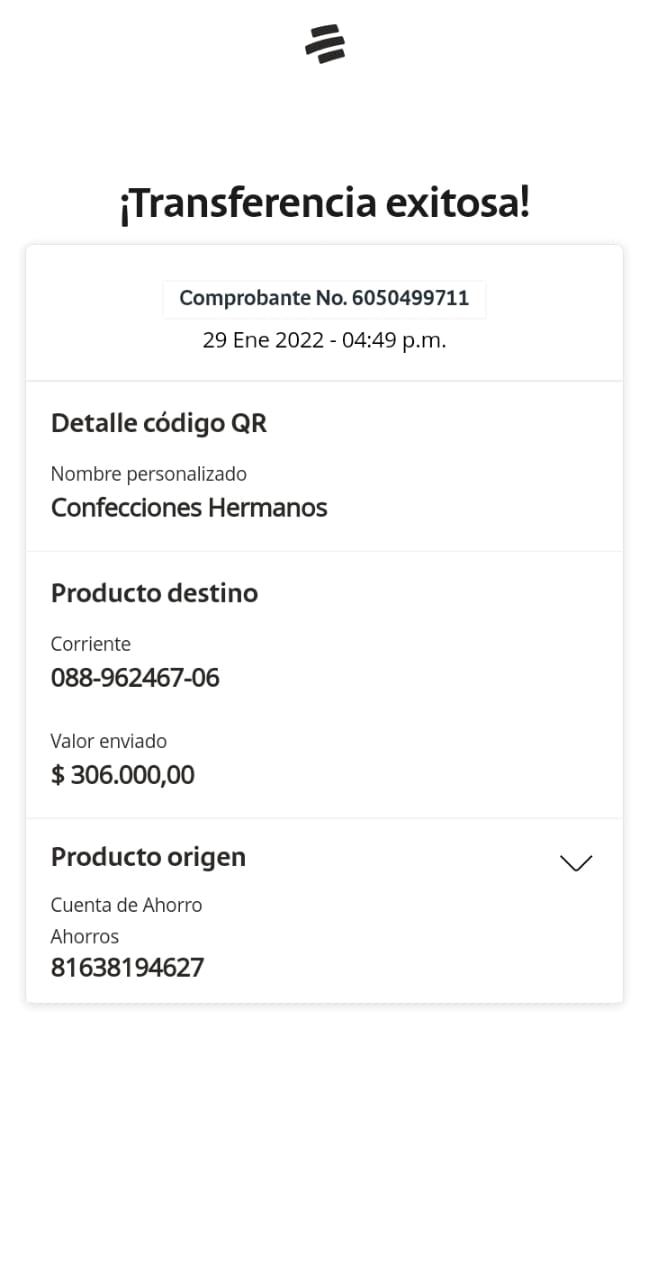 ¡Transferencia exitosa!
Comprobante No. 6050499711
29 Ene 2022 - 04:49 p.m.
Detalle código QR
Nombre personalizado
Confecciones Hermanos
Producto destino
Corriente
088-962467-06
Valor enviado
$ 306.000,00
Producto origen
Cuenta de Ahorro
Ahorros
81638194627